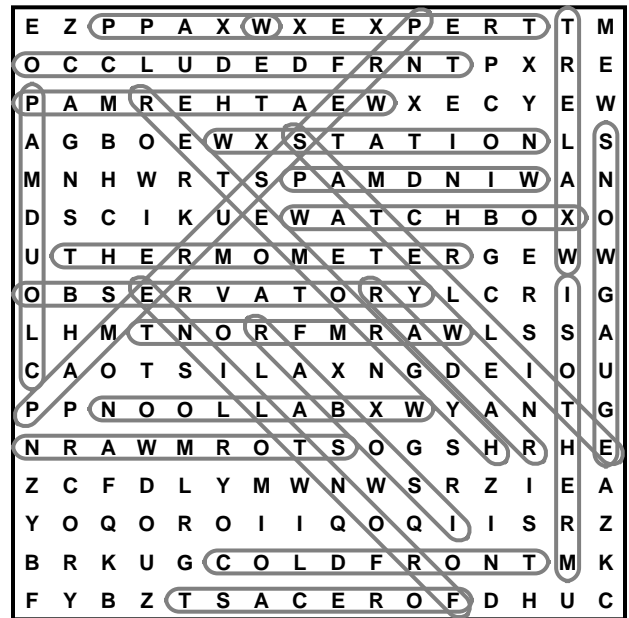 E Z P P A X W X E X P E R T T M
O C C L U D E D F R N T P X R E
P A M R E H T A E W X E C Y E W
A G B O E W X S T A T I O N L S
M N H W R T S P A M D N I W A N
D S C I K U E W A T C H B O X O
U T H E R M O M E T E R G E W W
O B S E R V A T O R Y L C R I G
L H M T N O R F M R A W L S S A
C A O T S I L A X N G D E I O U
P P N O O L L A B X W Y A N T G
N R A W M R O T S O G S H R H E
Z C F D L Y M W N W S R Z I E A
Y O Q O R O I I Q O Q I I S R Z
B R K U G C O L D F R O N T M K
F Y B Z T S A C E R O F D H U C